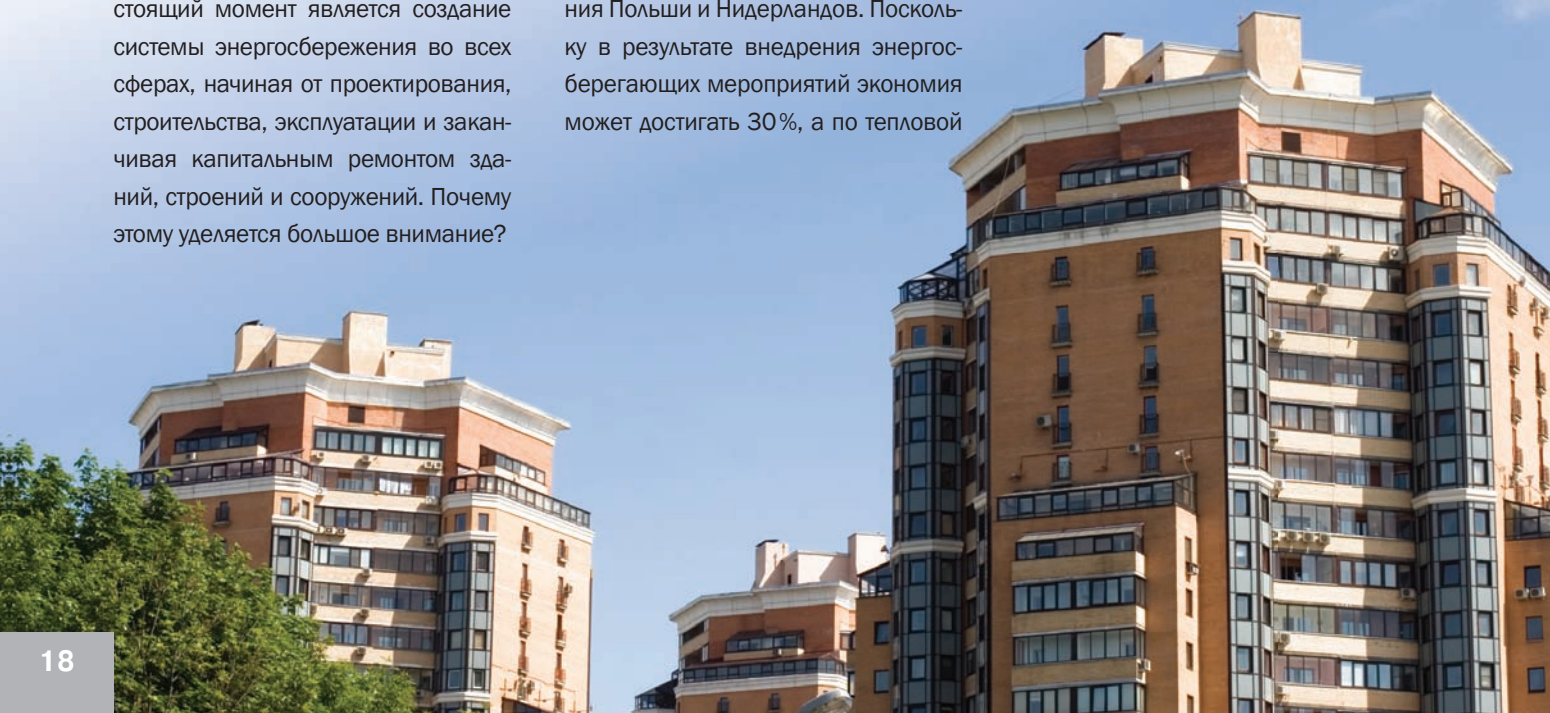 стоящий момент является создание
системы энергосбережения во всех
сферах, начиная от проектирования,
строительства, эксплуатации и закан-
чивая капитальным ремонтом зда-
ний, строений и сооружений. Почему
этому уделяется большое внимание?
ния Польши и Нидерландов. Посколь-
ку в результате внедрения энергос-
берегающих мероприятий экономия
может достигать 30%, а по тепловой
18